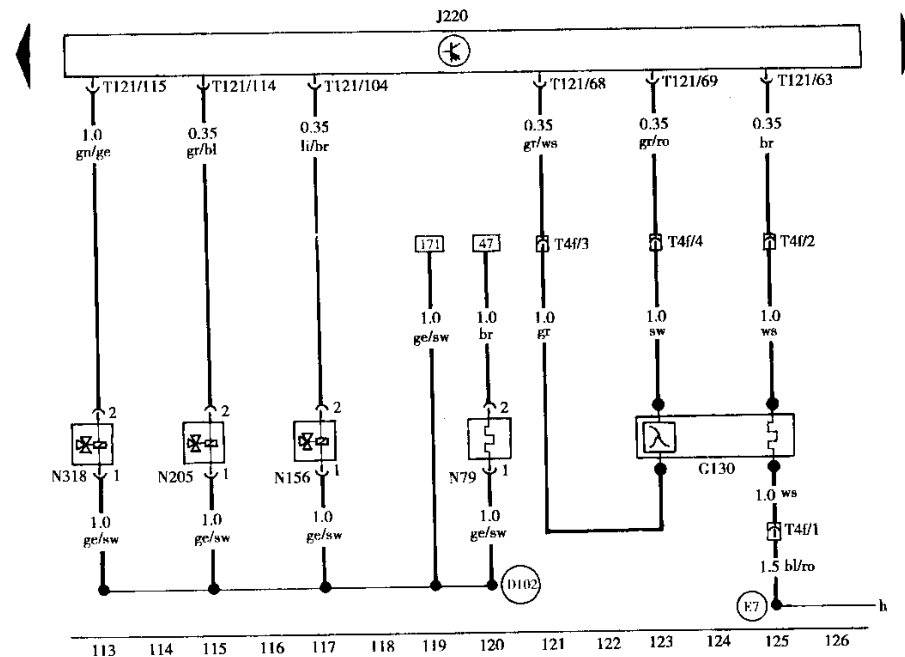 J220
T121/115 T121/114 T121/104 T121/68 T121/69 T121/63
1.0 0.35 0.35 0.35 0.35 0.35
gn/ge gr/bl li/br gr/ws gr/ro br
171 47 T4f/3 T4f/4 T4f/2
1.0 1.0 1.0 1.0 1.0
ge/sw br gr sw ws
2 2 2 2
N318 1 N205 1 N156 1 N79 1 G130
1.0 ws
1.0 1.0 1.0 1.0
ge/sw ge/sw ge/sw ge/sw
T4f/1
1.5 bl/ro
D102
E7 h
113 114 115 116 117 118 119 120 121 122 123 124 125 126